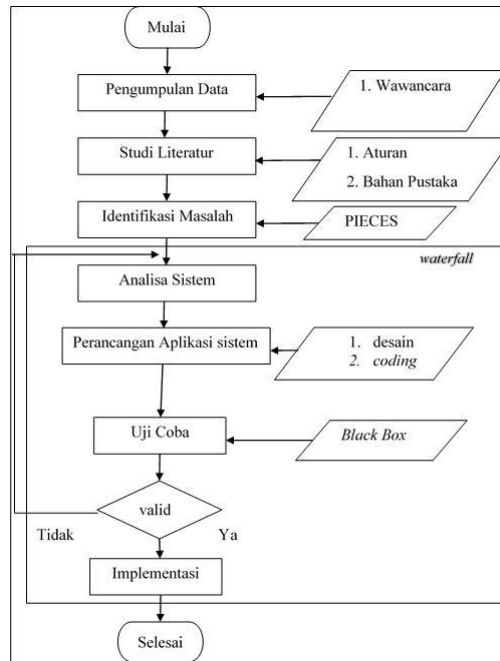 Mulai
Pengumpulan Data
1. Wawancara
Studi Literatur
1. Aturan
2. Bahan Pustaka
Identifikasi Masalah
PIECES
waterfall
Analisa Sistem
Perancangan Aplikasi sistem
1. desain
2. coding
Uji Coba
Black Box
valid
Tidak
Ya
Implementasi
Selesai